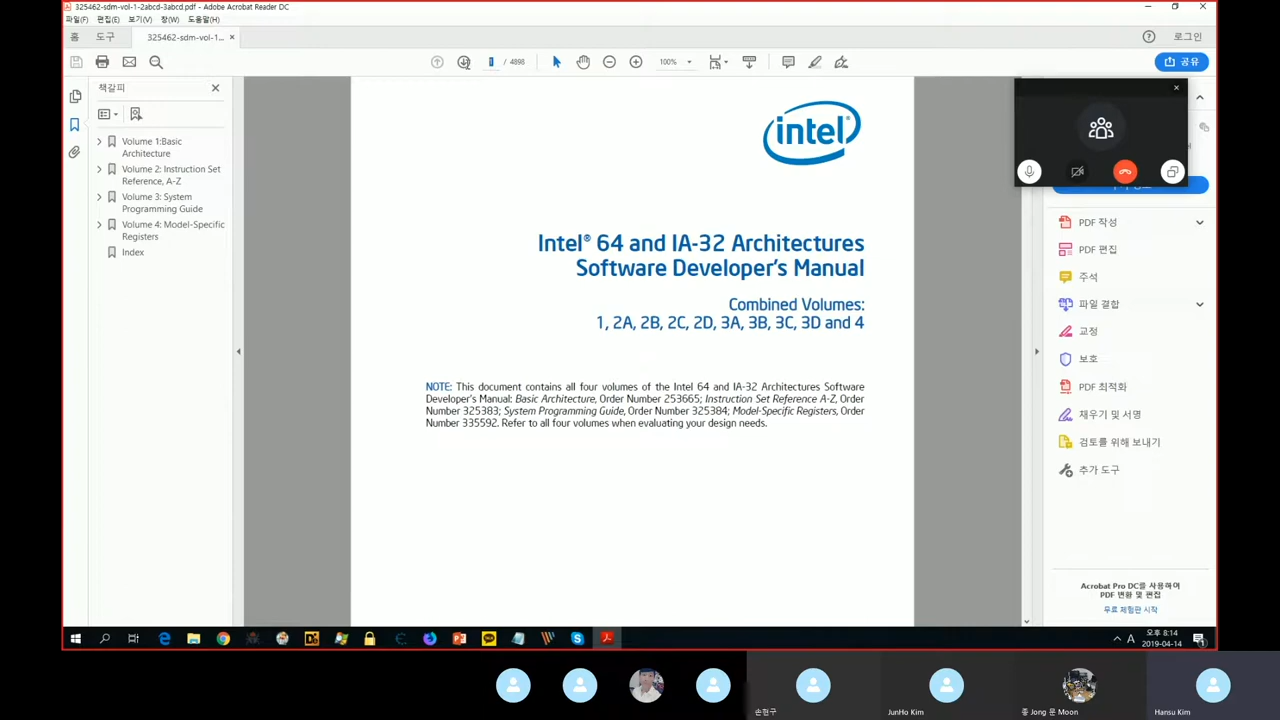 325462-sdm-vol-1-2abcd-3abcd.pdf - Adobe Acrobat Reader DC
파일(F) 편집(E) 보기(V) 창(W) 도움말(H)
홈 도구 325462-sdm-vol-1... × 로그인
1 / 4898 100% 공유
책갈피
Volume 1:Basic
Architecture
Volume 2: Instruction Set
Reference, A-Z
Volume 3: System
Programming Guide
Volume 4: Model-Specific
Registers
Index
intel
Intel® 64 and IA-32 Architectures
Software Developer's Manual
Combined Volumes:
1, 2A, 2B, 2C, 2D, 3A, 3B, 3C, 3D and 4
NOTE: This document contains all four volumes of the Intel 64 and IA-32 Architectures Software
Developer's Manual: Basic Architecture, Order Number 253665; Instruction Set Reference A-Z, Order
Number 325383; System Programming Guide, Order Number 325384; Model-Specific Registers, Order
Number 335592. Refer to all four volumes when evaluating your design needs.
PDF 작성
PDF 편집
주석
파일 결합
교정
보호
PDF 최적화
채우기 및 서명
검토를 위해 보내기
추가 도구
Acrobat Pro DC를 사용하여
PDF 변환 및 편집
무료 체험판 시작
A 오후 8:14
2019-04-14
손현구
JunHo Kim
종 Jong 문 Moon
Hansu Kim